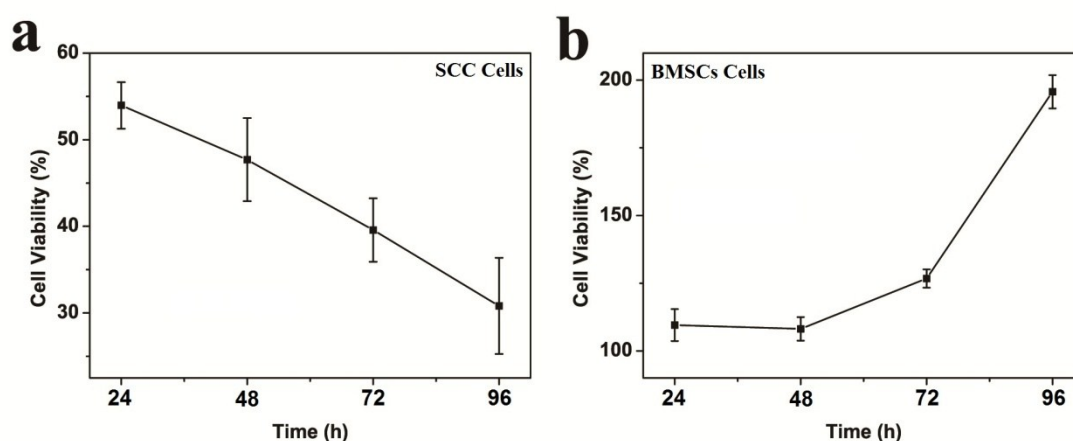 a
SCC Cells
Cell Viability (%)
60
50
40
30
24 48 72 96
Time (h)
b
BMSCs Cells
Cell Viability (%)
200
150
100
24 48 72 96
Time (h)